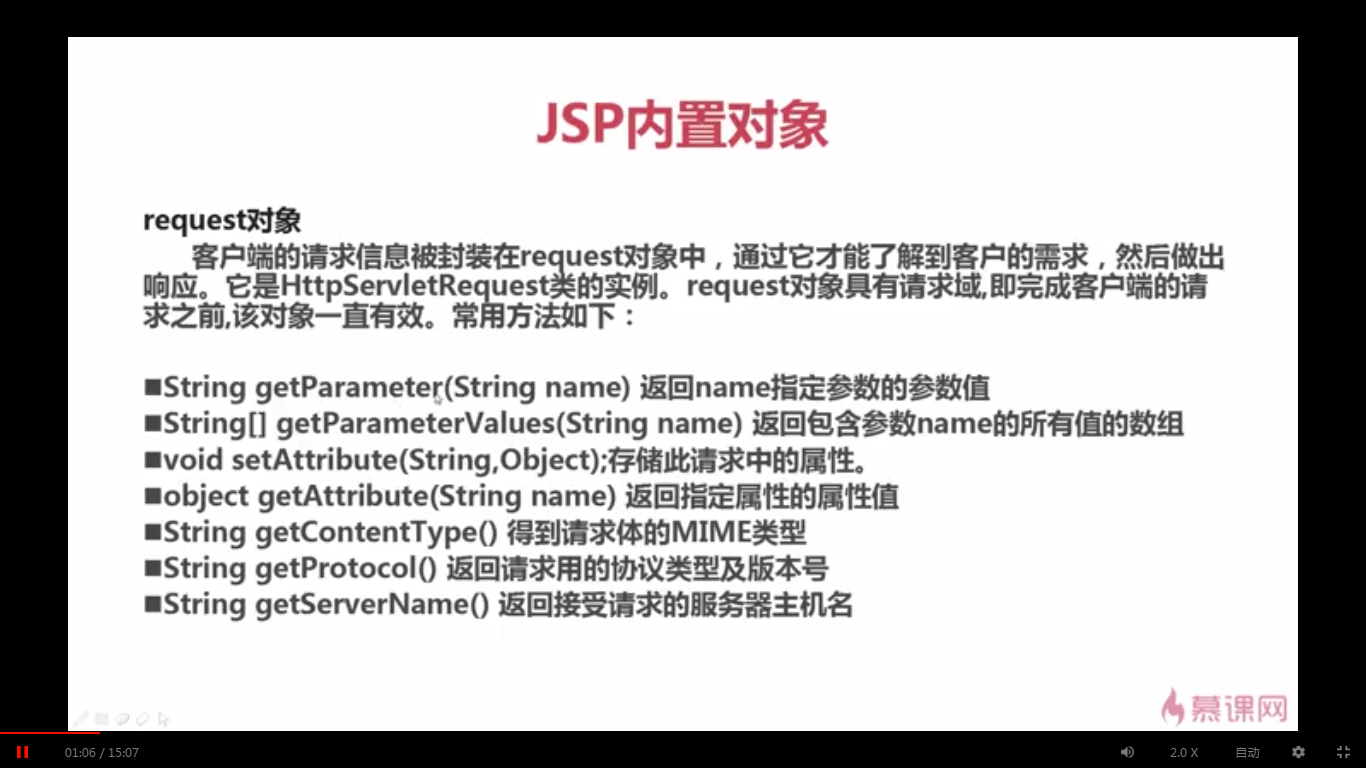 JSP内置对象
request对象
客户端的请求信息被封装在request对象中，通过它才能了解到客户的需求，然后做出
响应。它是HttpServletRequest类的实例。request对象具有请求域,即完成客户端的请
求之前,该对象一直有效。常用方法如下：
■String getParameter(String name) 返回name指定参数的参数值
■String[] getParameterValues(String name) 返回包含参数name的所有值的数组
■void setAttribute(String,Object);存储此请求中的属性。
■object getAttribute(String name) 返回指定属性的属性值
■String getContentType() 得到请求体的MIME类型
■String getProtocol() 返回请求用的协议类型及版本号
■String getServerName() 返回接受请求的服务器主机名
慕课网
01:06 / 15:07
2.0 X
自动